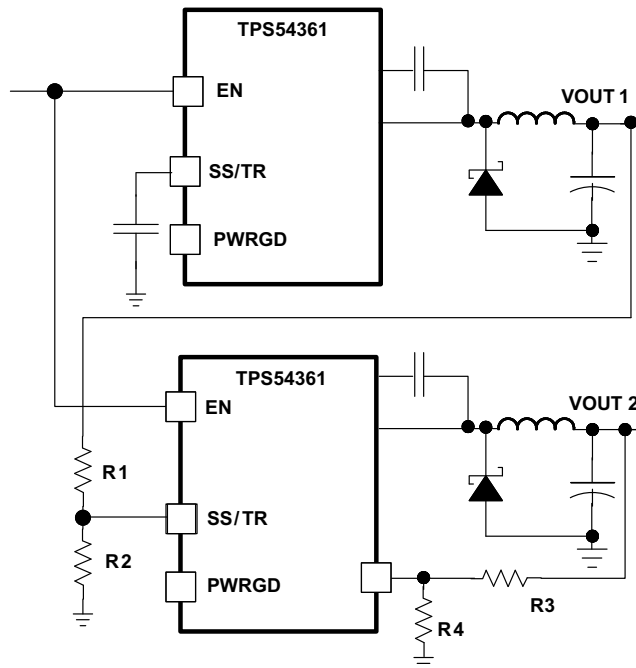 TPS54361
EN
VOUT 1
SS/TR
PWRGD
TPS54361
EN
VOUT 2
R1
SS/TR
R2
PWRGD
R3
R4